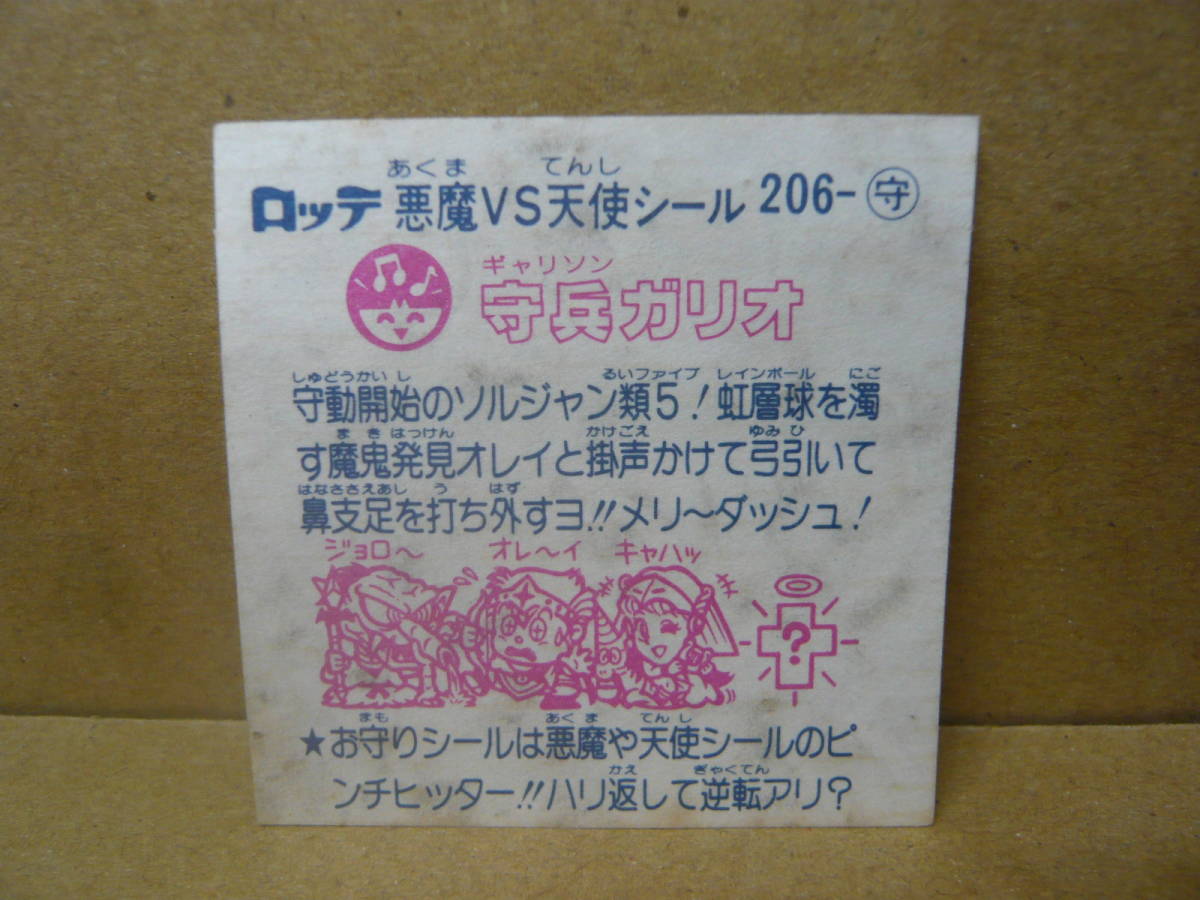 あくま てんし
ロッテ 悪魔VS天使シール 206-守
ギャリソン
守兵ガリオ
しゅどうかいし るいファイブ レインボール にご
守動開始のソルジャン類5!虹層球を濁
まき はっけん かけごえ ゆみひ
す魔鬼発見オレイと掛声かけて弓引いて
はなささえあし う はず
鼻支足を打ち外すヨ!!メリ〜ダッシュ!
ジョロ〜 オレ〜イ キャハッ
?
まも あくま てんし
★お守りシールは悪魔や天使シールのピ
かえ ぎゃくてん
ンチヒッター!!ハリ返して逆転アリ?